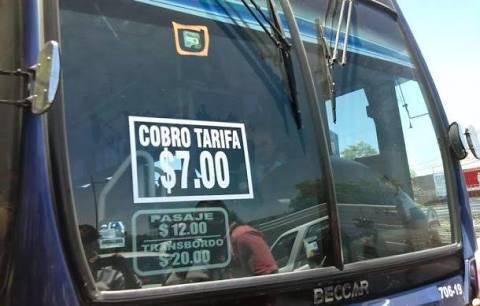 COBRO TARIFA
$7.00
PASAJE
$12.00
TRANSBORDO
$20.00
BECCAR
706-19